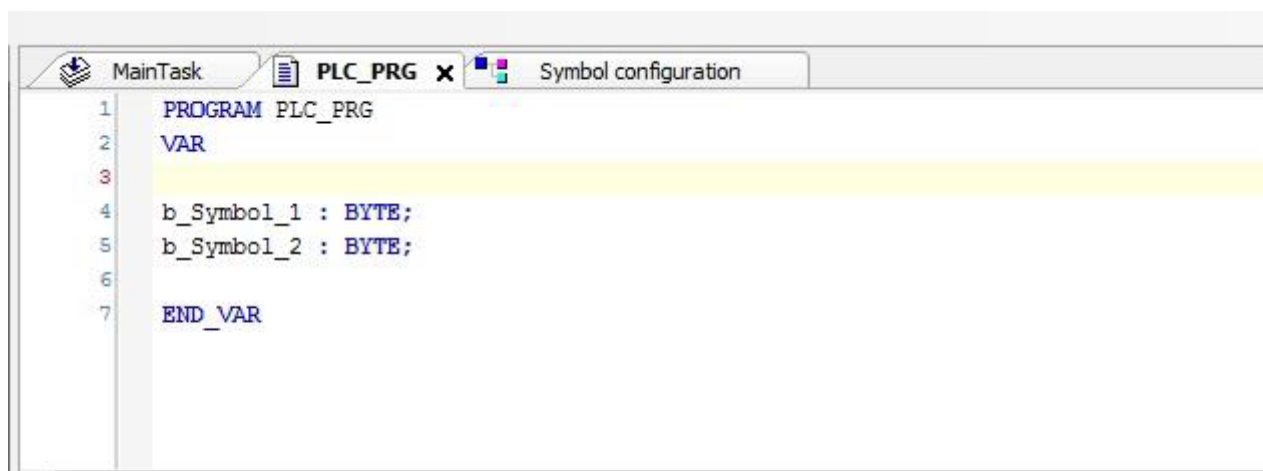 MainTask PLC_PRG x Symbol configuration
1 PROGRAM PLC_PRG
2 VAR
3
4 b_Symbol_1 : BYTE;
5 b_Symbol_2 : BYTE;
6
7 END_VAR